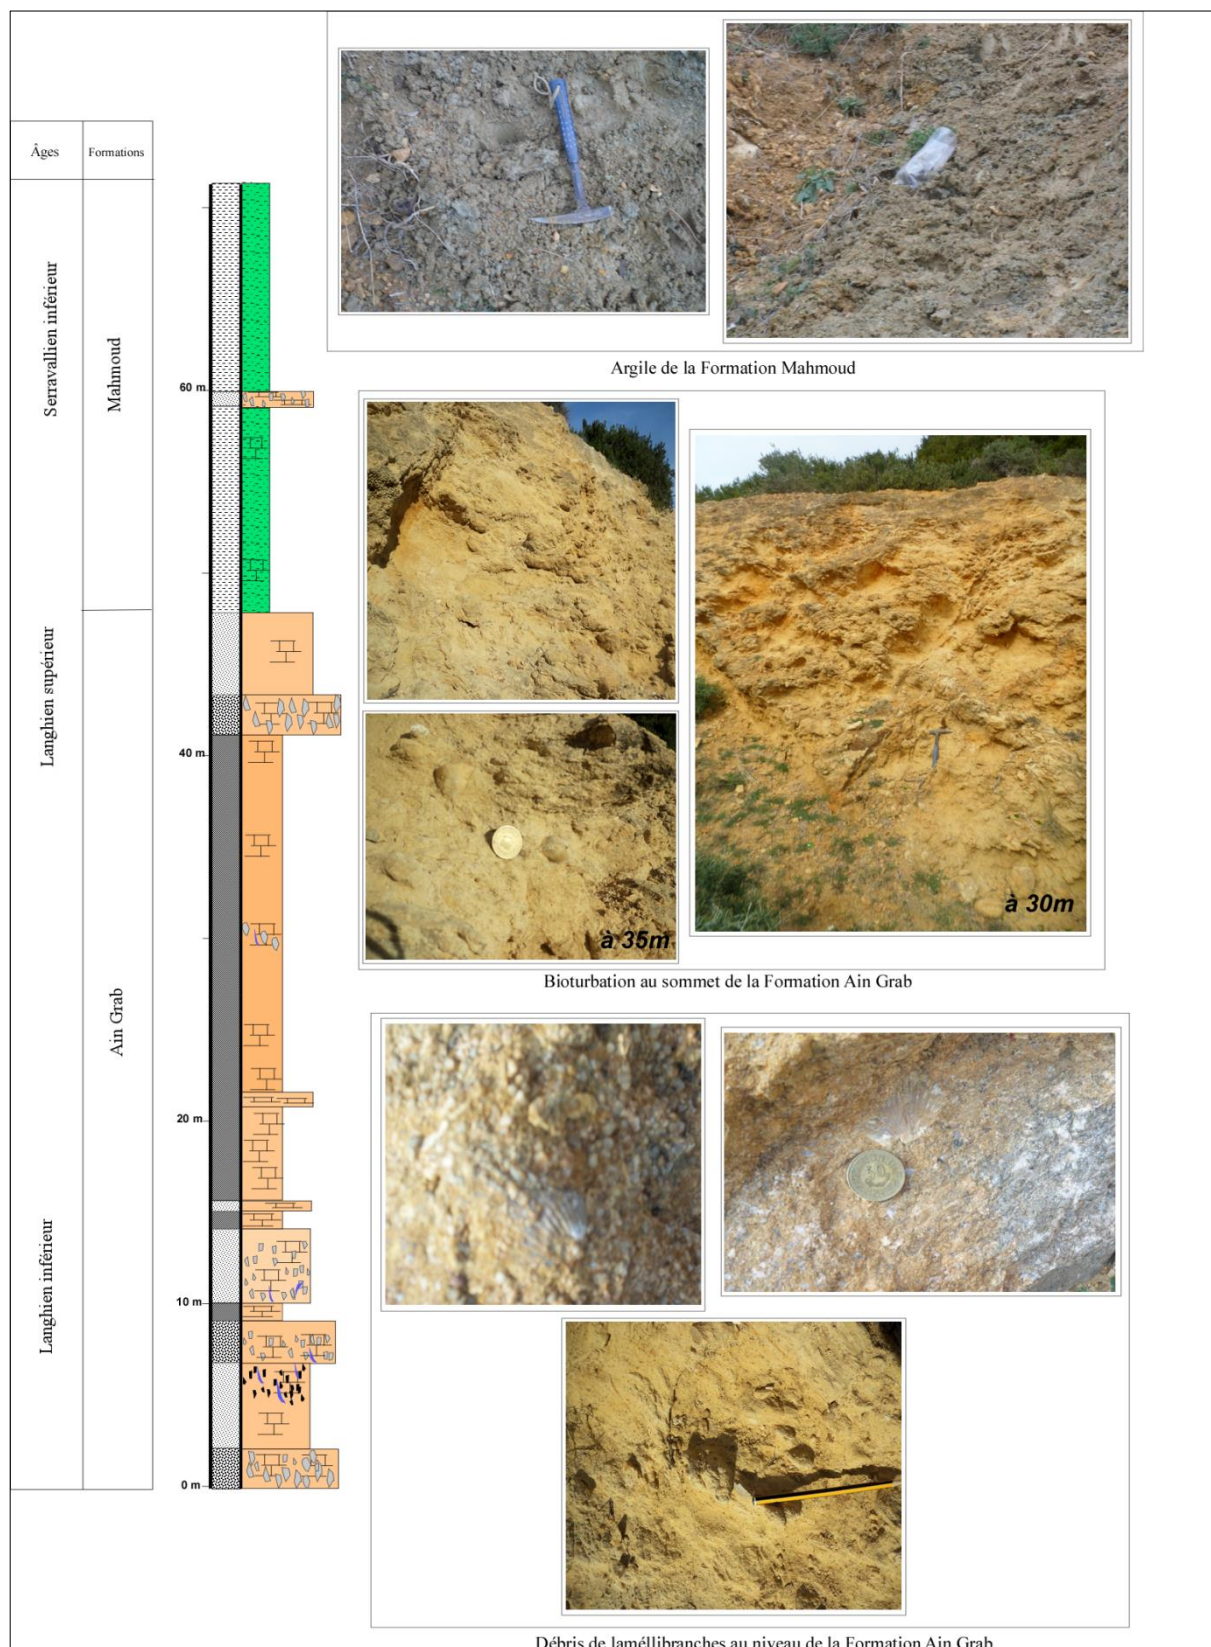 Âges
Formations
Serravallien inférieur
Mahmoud
Langhien supérieur
Langhien inférieur
Ain Grab
60 m
40 m
20 m
10 m
0 m
Argile de la Formation Mahmoud
à 35m
à 30m
Bioturbation au sommet de la Formation Ain Grab
Débris de laméllibranches au niveau de la Formation Ain Grab